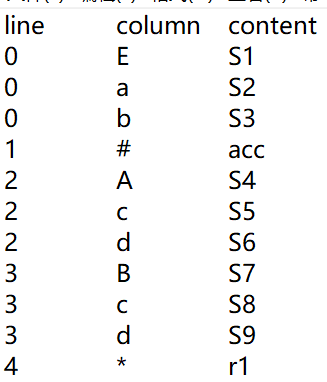 line column content
0 E S1
0 a S2
0 b S3
1 # acc
2 A S4
2 c S5
2 d S6
3 B S7
3 c S8
3 d S9
4 * r1